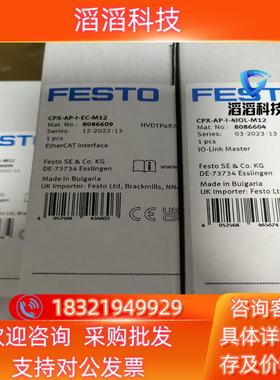 滔滔科技
FESTO
CPX-AP-I-EC-M12
Mat. No.: 8086609
Series: 12-2022 13
1 pcs
EtherCAT interface
Festo SE & Co. KG
DE-73734 Esslingen
Made in Bulgaria
UK Importer: Festo Ltd, Brackmills, NN4
滔滔科技
FESTO
CPX-AP-I-4IOL-M12
Mat. No.: 8086604
Series: 03-2023 13
1 pcs
IO-Link Master
Festo SE & Co. KG
DE-73734 Esslingen
Made in Bulgaria
UK Importer: Festo Ltd, Brackmills,
18321949929
欢迎咨询 采购批发
支持对公发票
具体详情
存及价